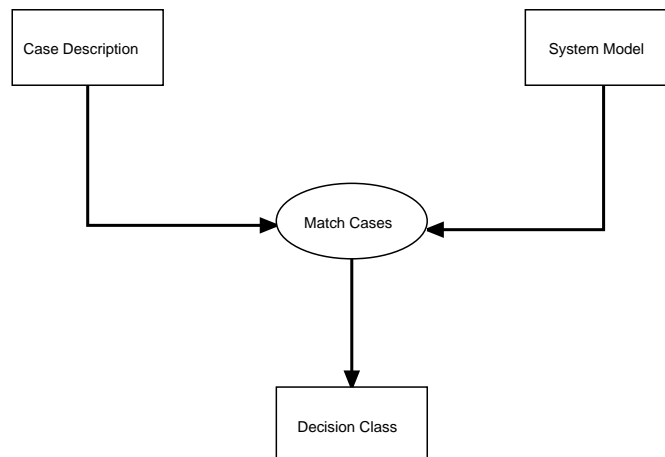 Case Description
System Model
Match Cases
Decision Class